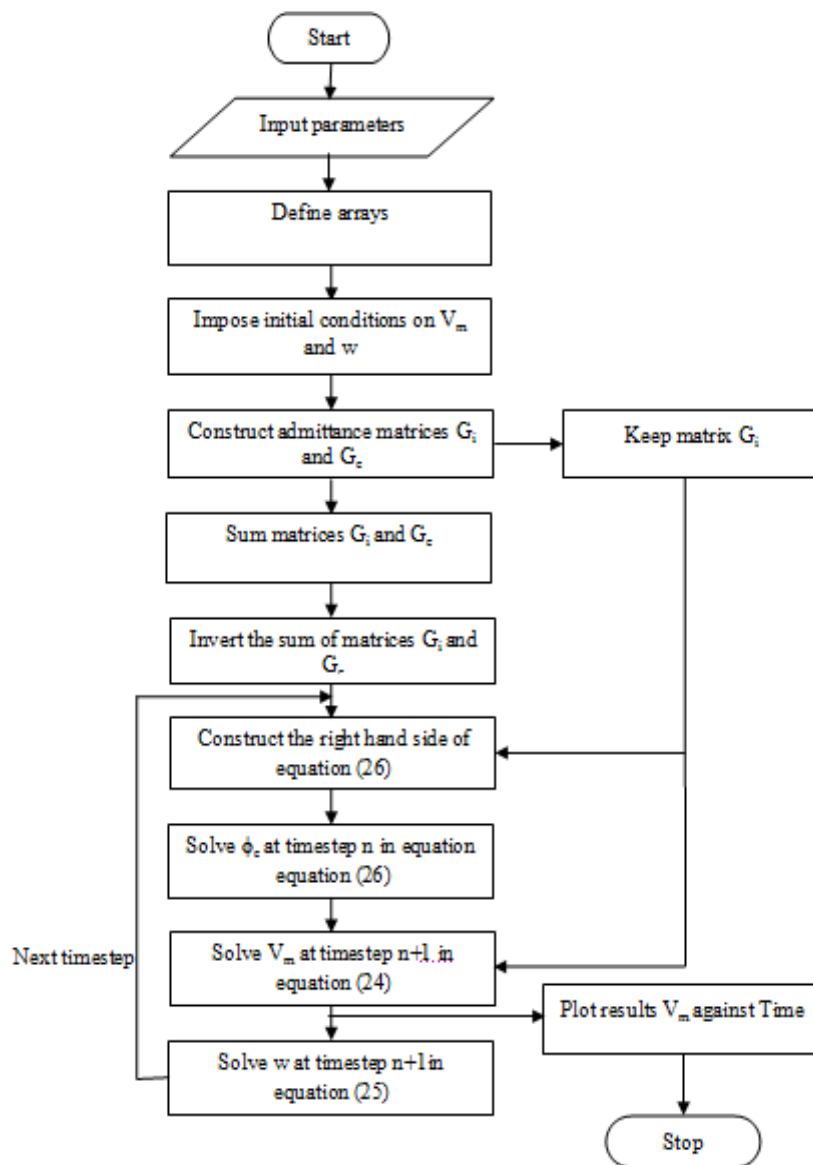 Start
Input parameters
Define arrays
Impose initial conditions on Vm
and w
Construct admittance matrices Gi
and Ge
Keep matrix Gi
Sum matrices Gi and Ge
Invert the sum of matrices Gi and
Ge
Construct the right hand side of
equation (26)
Solve ϕe at timestep n in equation
equation (26)
Next timestep
Solve Vm at timestep n+1 in
equation (24)
Plot results Vm against Time
Solve w at timestep n+1 in
equation (25)
Stop